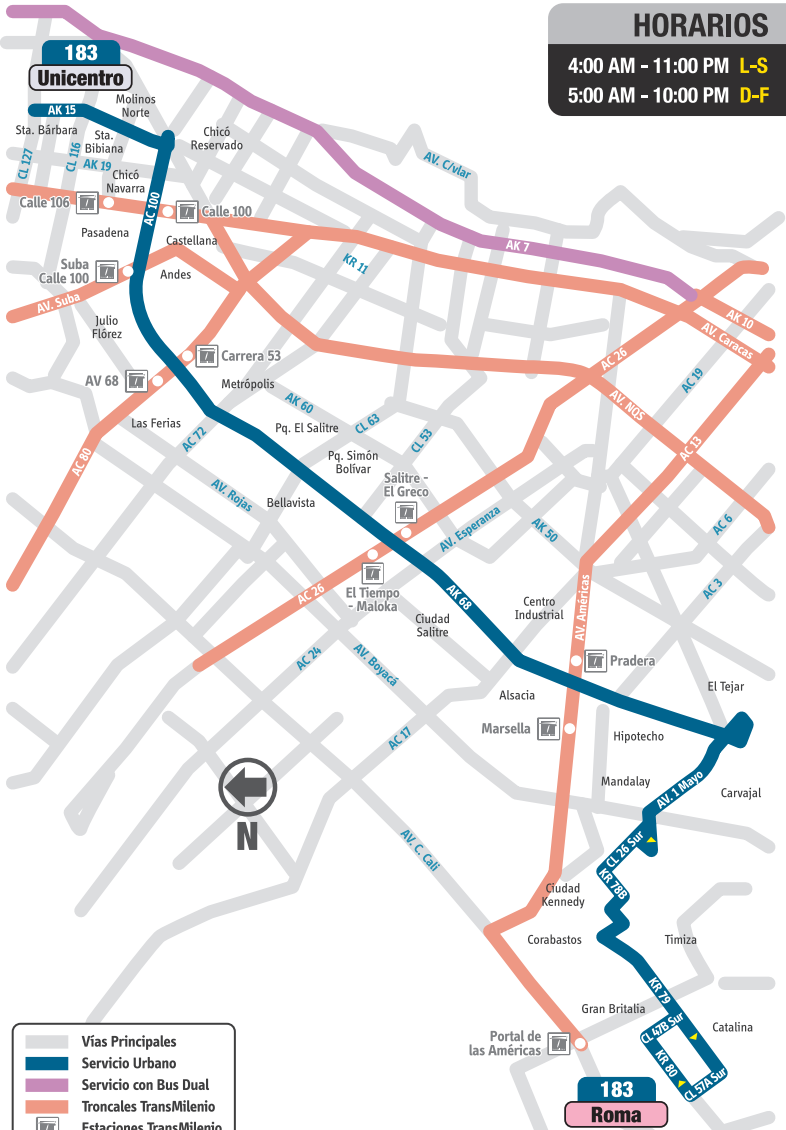 HORARIOS
4:00 AM - 11:00 PM L-S
5:00 AM - 10:00 PM D-F
183
Unicentro
AK 15
Molinos
Norte
Sta. Bárbara
Sta.
Bibiana
Chicó
Reservado
CL 127
CL 116
AK 19
Chicó
Navarra
AC 100
Calle 106
Calle 100
Pasadena
Castellana
AV. C/vlar
AK 7
KR 11
Suba
Calle 100
Andes
AV. Suba
Julio
Flórez
Carrera 53
AV 68
Metrópolis
Las Ferias
AC 72
AK 60
CL 63
CL 53
Pq. El Salitre
Pq. Simón
Bolívar
AC 80
AV. Rojas
Bellavista
Salitre -
El Greco
AC 26
AK 10
AV. Caracas
AC 19
AV. NQS
AC 13
AV. Esperanza
AK 50
AC 6
AC 3
AC 26
El Tiempo
- Maloka
AK 68
Ciudad
Salitre
Centro
Industrial
AV. Américas
AC 24
AV. Boyacá
Pradera
El Tejar
Alsacia
Marsella
AC 17
Hipotecho
Mandalay
AV. 1 Mayo
Carvajal
N
AV. C. Cali
CL 26 Sur
KR 78B
Ciudad
Kennedy
Corabastos
Timiza
KR 79
Gran Britalia
CL 47B Sur
Catalina
KR 80
CL 57A Sur
Portal de
las Américas
183
Roma
Vías Principales
Servicio Urbano
Servicio con Bus Dual
Troncales TransMilenio
Estaciones TransMilenio